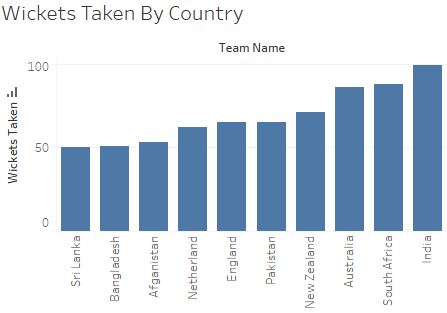 Wickets Taken By Country
Team Name
Wickets Taken
100
50
0
Sri Lanka
Bangladesh
Afganistan
Netherland
England
Pakistan
New Zealand
Australia
South Africa
India